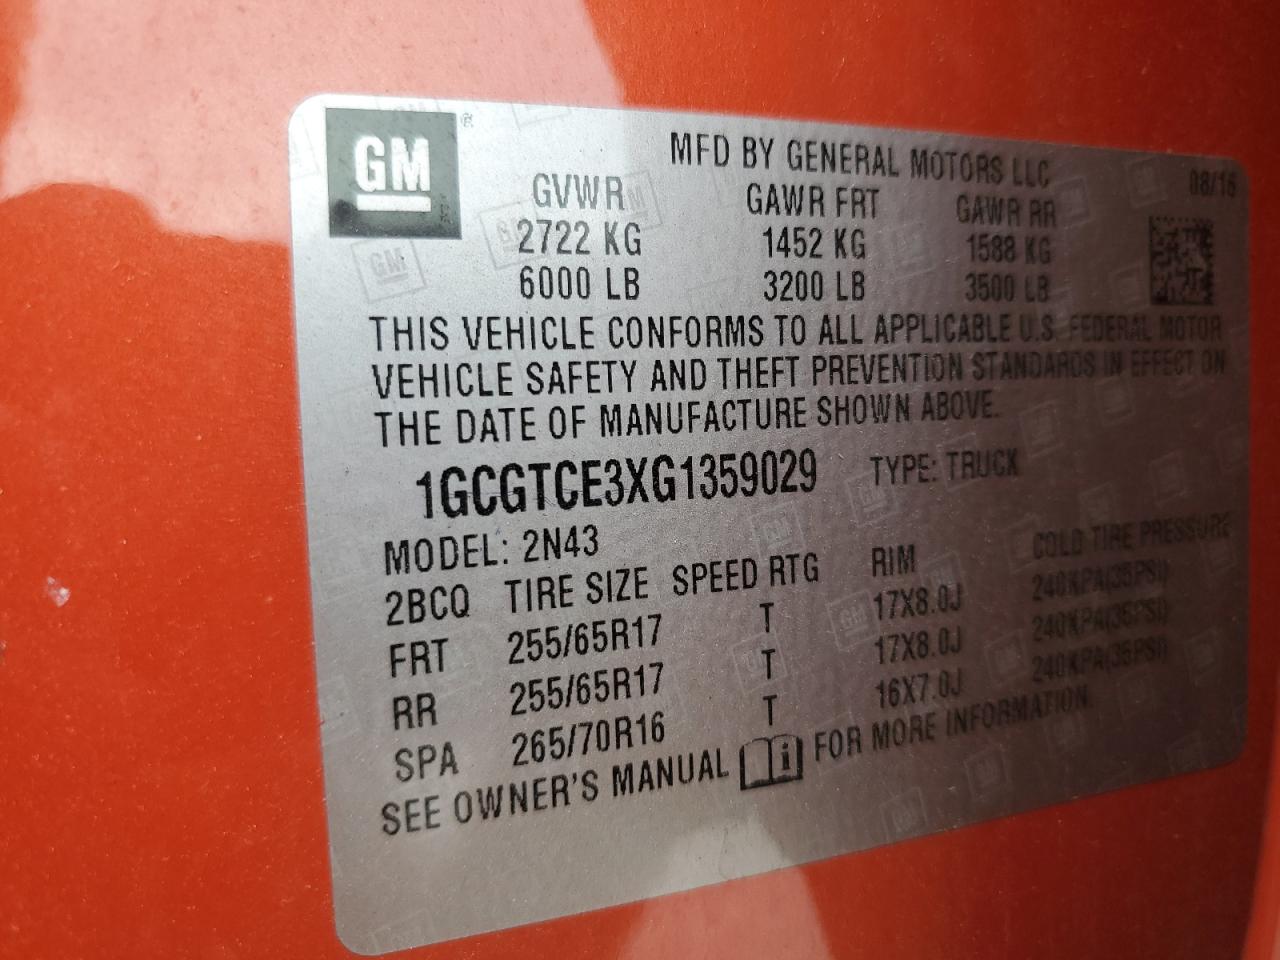 GM
MFD BY GENERAL MOTORS LLC 08/16
GVWR GAWR FRT GAWR RR
2722 KG 1452 KG 1588 KG
6000 LB 3200 LB 3500 LB
THIS VEHICLE CONFORMS TO ALL APPLICABLE U.S. FEDERAL MOTOR
VEHICLE SAFETY AND THEFT PREVENTION STANDARDS IN EFFECT ON
THE DATE OF MANUFACTURE SHOWN ABOVE.
1GCGTCE3XG1359029 TYPE: TRUCK
MODEL: 2N43
2BCQ TIRE SIZE SPEED RTG RIM COLD TIRE PRESSURE
FRT 255/65R17 T 17X8.0J 240KPA(35PSI)
RR 255/65R17 T 17X8.0J 240KPA(35PSI)
SPA 265/70R16 T 16X7.0J 240KPA(35PSI)
SEE OWNER'S MANUAL FOR MORE INFORMATION.